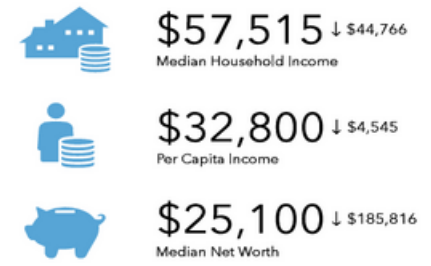 $57,515 ↓ $44,766
Median Household Income
$32,800 ↓ $4,545
Per Capita Income
$25,100 ↓ $185,816
Median Net Worth